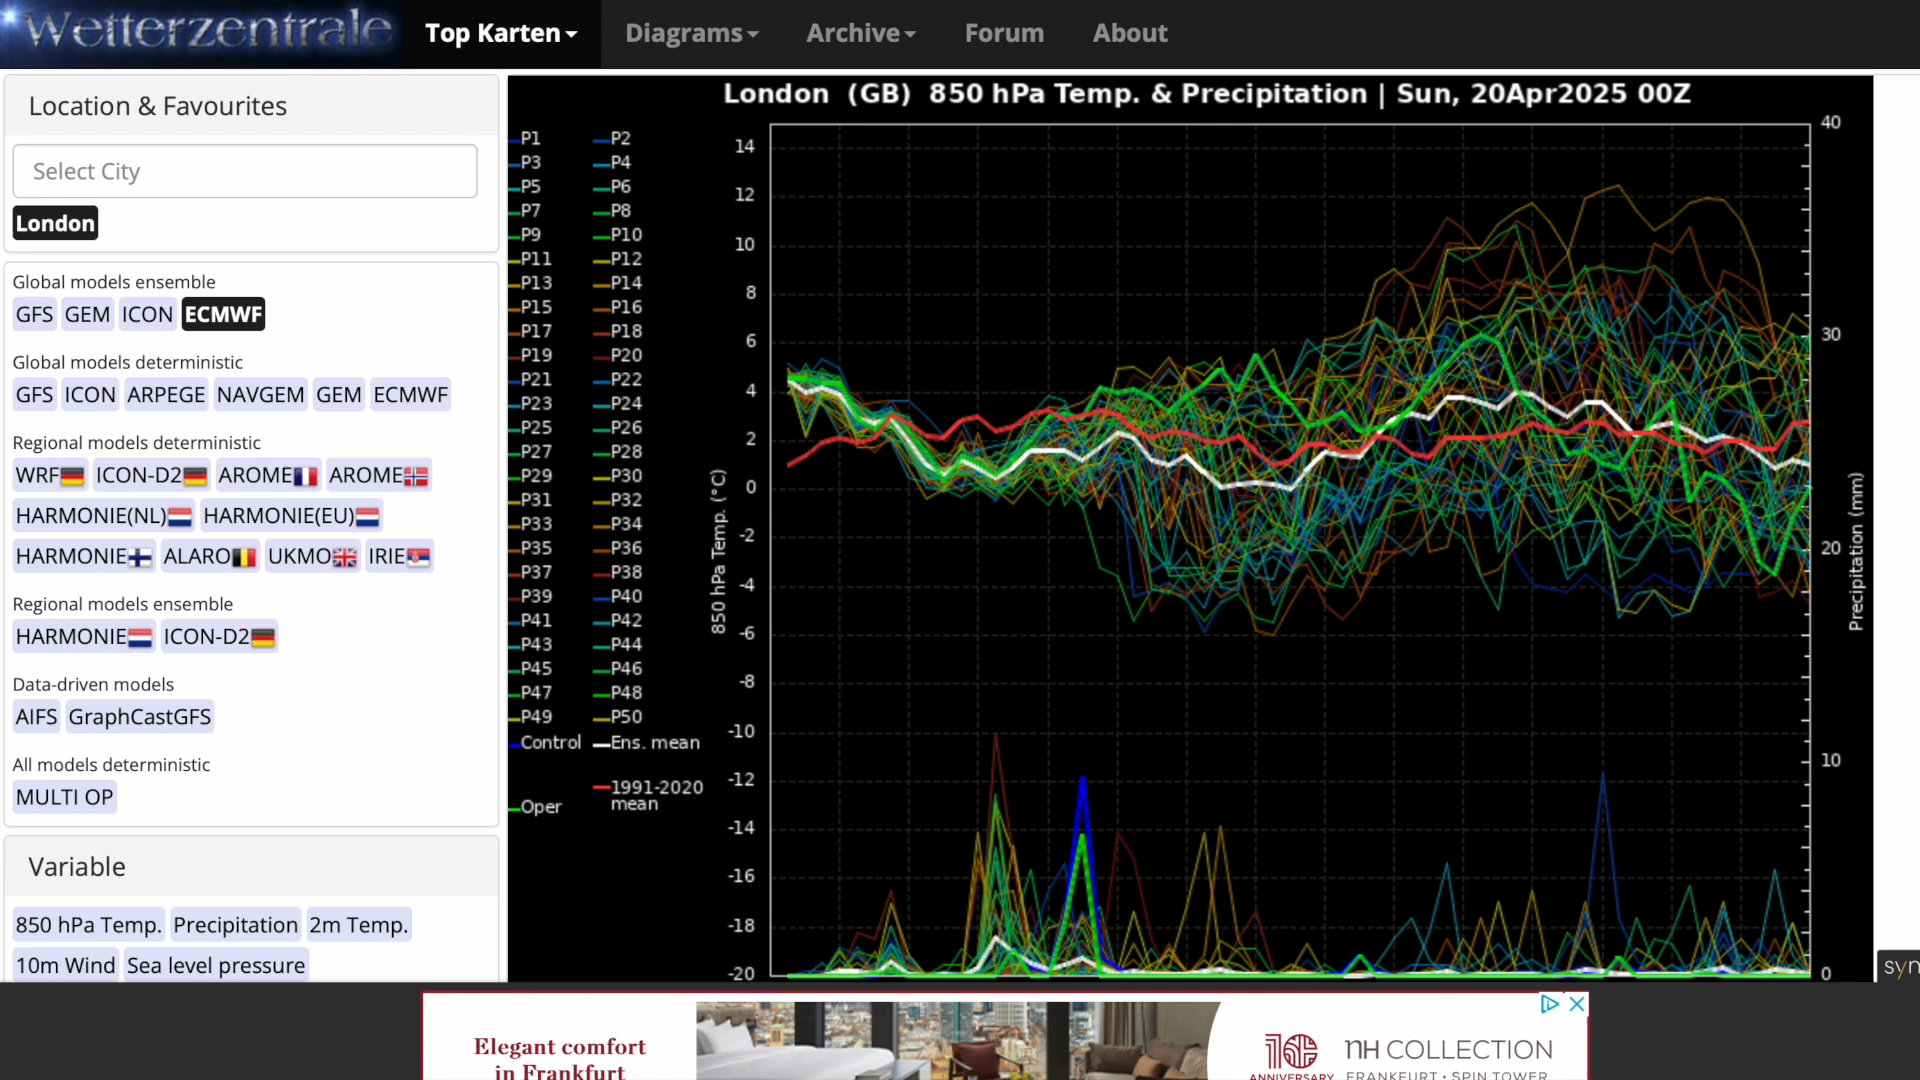 Wetterzentrale
Top Karten
Diagrams
Archive
Forum
About
Location & Favourites
Select City
London
Global models ensemble
GFS GEM ICON ECMWF
Global models deterministic
GFS ICON ARPEGE NAVGEM GEM ECMWF
Regional models deterministic
WRF ICON-D2 AROME AROME
HARMONIE(NL) HARMONIE(EU)
HARMONIE ALARO UKMO IRIE
Regional models ensemble
HARMONIE ICON-D2
Data-driven models
AIFS GraphCastGFS
All models deterministic
MULTI OP
Variable
850 hPa Temp. Precipitation 2m Temp.
10m Wind Sea level pressure
London (GB) 850 hPa Temp. & Precipitation | Sun, 20Apr2025 00Z
P1 P2
P3 P4
P5 P6
P7 P8
P9 P10
P11 P12
P13 P14
P15 P16
P17 P18
P19 P20
P21 P22
P23 P24
P25 P26
P27 P28
P29 P30
P31 P32
P33 P34
P35 P36
P37 P38
P39 P40
P41 P42
P43 P44
P45 P46
P47 P48
P49 P50
Control Ens. mean
Oper 1991-2020
mean
850 hPa Temp. (°C)
14
12
10
8
6
4
2
0
-2
-4
-6
-8
-10
-12
-14
-16
-18
-20
40
30
20
10
0
Precipitation (mm)
syn
Elegant comfort
in Frankfurt
10
ANNIVERSARY
NH COLLECTION
FRANKFURT • SPIN TOWER